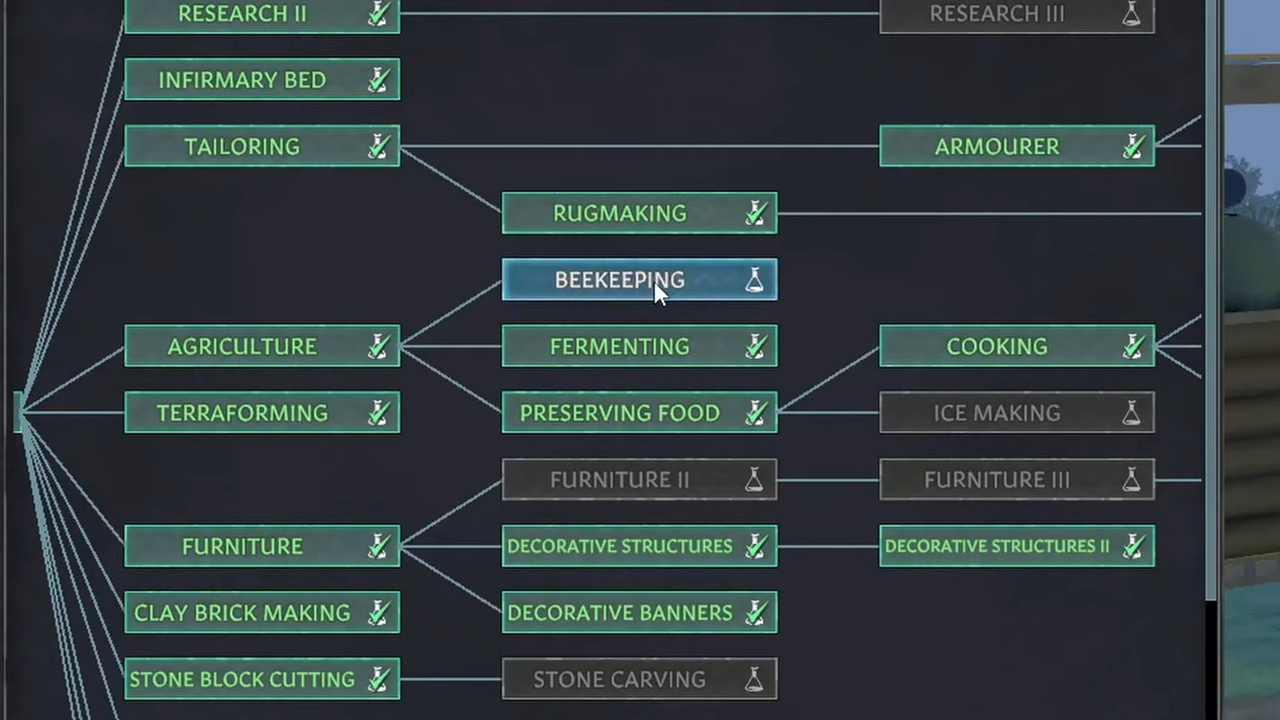 RESEARCH II
RESEARCH III
INFIRMARY BED
TAILORING
ARMOURER
RUGMAKING
BEEKEEPING
AGRICULTURE
FERMENTING
COOKING
TERRAFORMING
PRESERVING FOOD
ICE MAKING
FURNITURE II
FURNITURE III
FURNITURE
DECORATIVE STRUCTURES
DECORATIVE STRUCTURES II
CLAY BRICK MAKING
DECORATIVE BANNERS
STONE BLOCK CUTTING
STONE CARVING